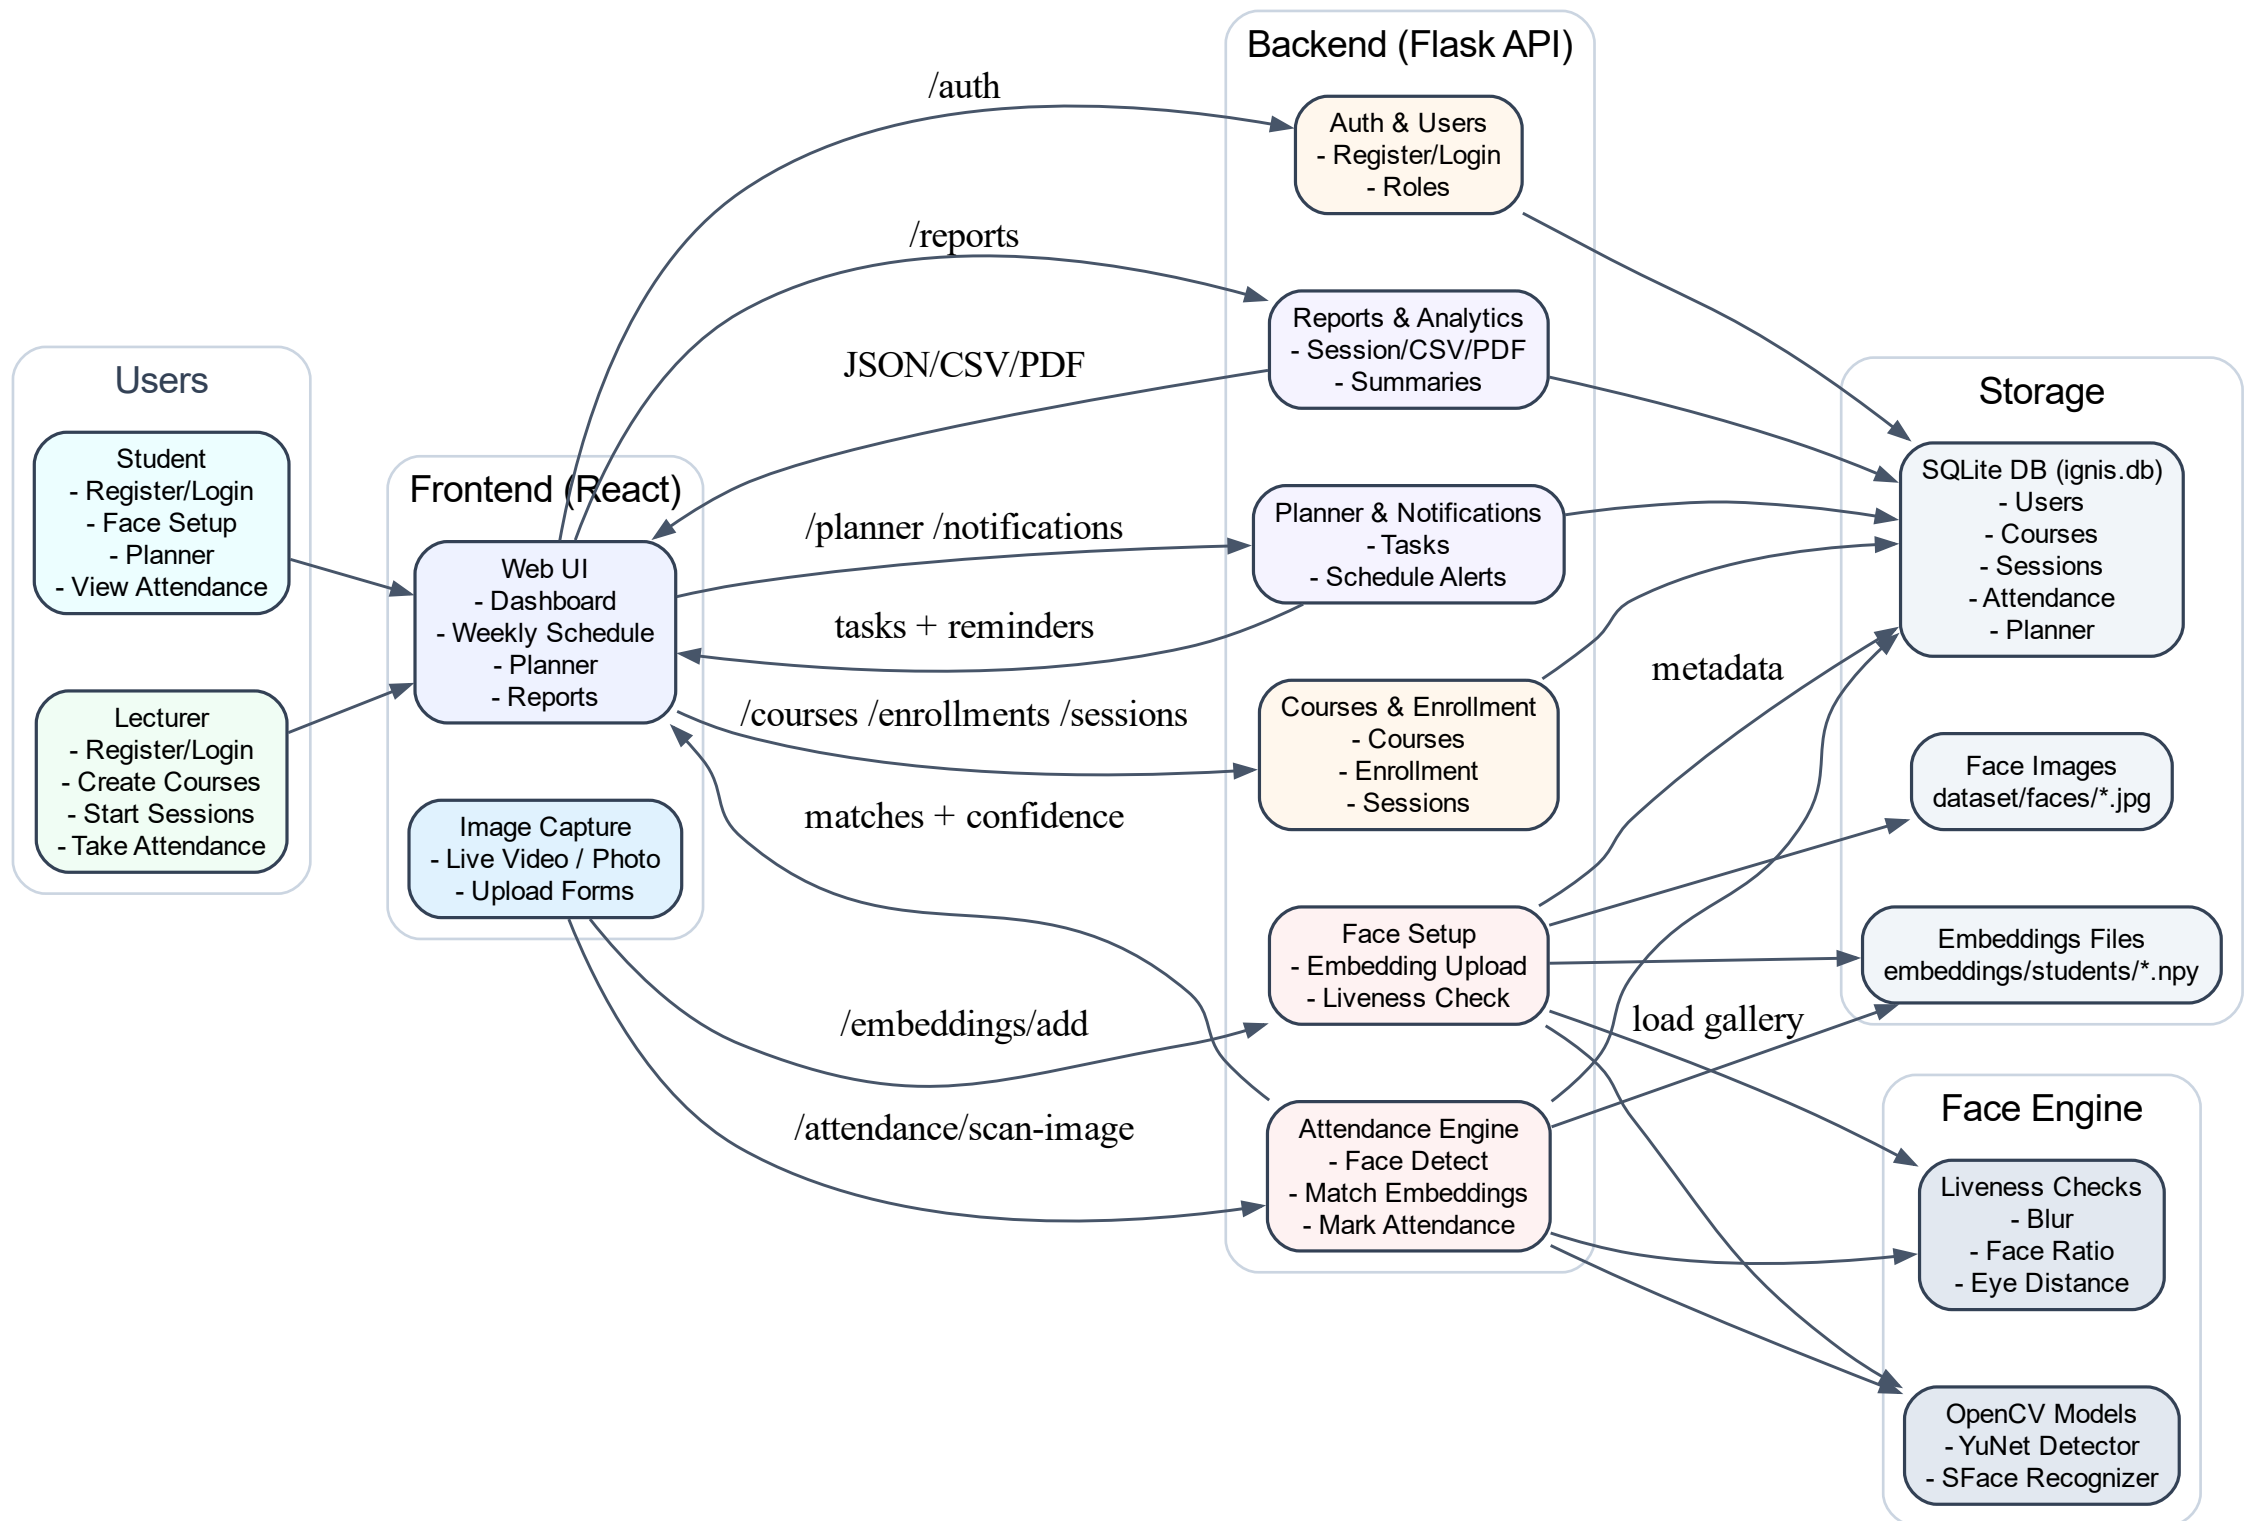 Users
Student
- Register/Login
- Face Setup
- Planner
- View Attendance
Lecturer
- Register/Login
- Create Courses
- Start Sessions
- Take Attendance
Frontend (React)
Web UI
- Dashboard
- Weekly Schedule
- Planner
- Reports
Image Capture
- Live Video / Photo
- Upload Forms
/auth
/reports
JSON/CSV/PDF
/planner /notifications
tasks + reminders
/courses /enrollments /sessions
matches + confidence
/embeddings/add
/attendance/scan-image
Backend (Flask API)
Auth & Users
- Register/Login
- Roles
Reports & Analytics
- Session/CSV/PDF
- Summaries
Planner & Notifications
- Tasks
- Schedule Alerts
Courses & Enrollment
- Courses
- Enrollment
- Sessions
Face Setup
- Embedding Upload
- Liveness Check
Attendance Engine
- Face Detect
- Match Embeddings
- Mark Attendance
metadata
load gallery
Storage
SQLite DB (ignis.db)
- Users
- Courses
- Sessions
- Attendance
- Planner
Face Images
dataset/faces/*.jpg
Embeddings Files
embeddings/students/*.npy
Face Engine
Liveness Checks
- Blur
- Face Ratio
- Eye Distance
OpenCV Models
- YuNet Detector
- SFace Recognizer